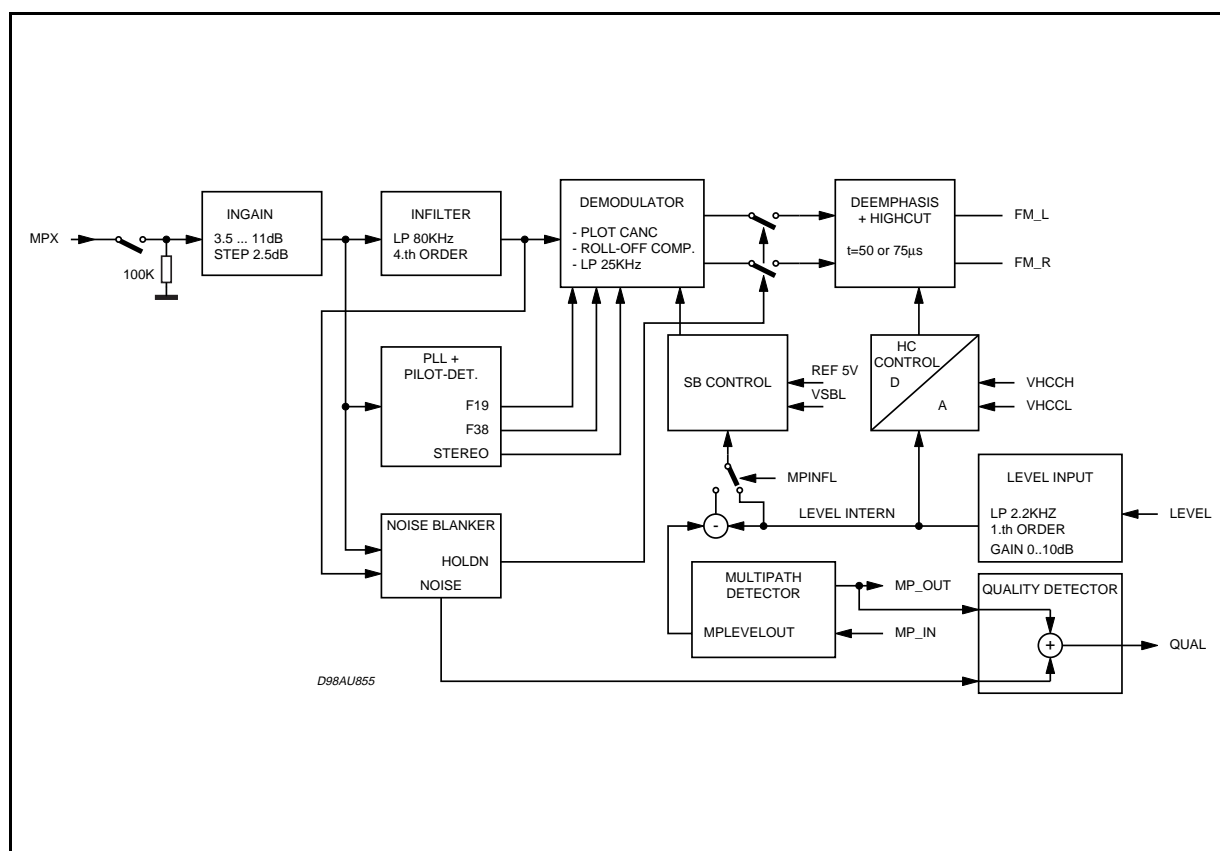 MPX
100K
INGAIN
3.5 ... 11dB
STEP 2.5dB
INFILTER
LP 80KHz
4.th ORDER
DEMODULATOR
- PLOT CANC
- ROLL-OFF COMP.
- LP 25KHz
DEEMPHASIS
+ HIGHCUT
t=50 or 75µs
FM_L
FM_R
PLL +
PILOT-DET.
F19
F38
STEREO
SB CONTROL
REF 5V
VSBL
HC
CONTROL
D
A
VHCCH
VHCCL
MPINFL
LEVEL INTERN
-
LEVEL INPUT
LP 2.2KHZ
1.th ORDER
GAIN 0..10dB
LEVEL
NOISE BLANKER
HOLDN
NOISE
MULTIPATH
DETECTOR
MPLEVELOUT
MP_OUT
MP_IN
QUALITY DETECTOR
+
QUAL
D98AU855